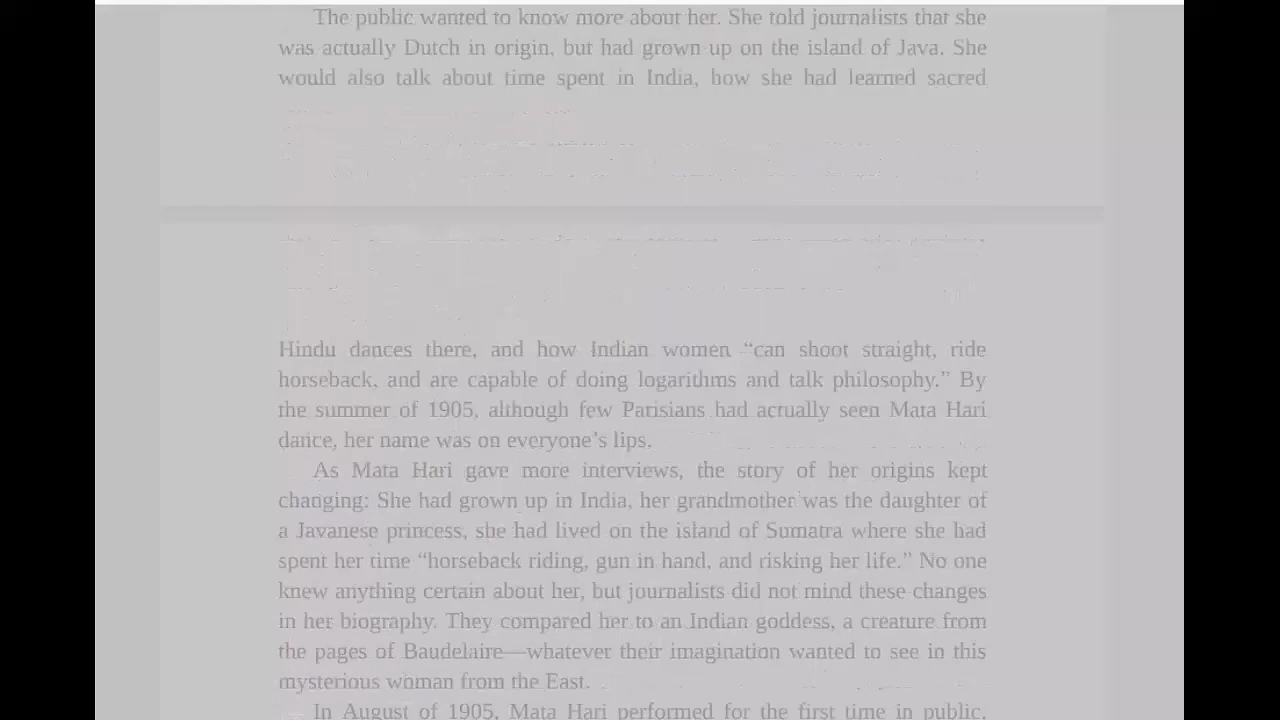 The public wanted to know more about her. She told journalists that she
was actually Dutch in origin, but had grown up on the island of Java. She
would also talk about time spent in India, how she had learned sacred
Hindu dances there, and how Indian women “can shoot straight, ride
horseback, and are capable of doing logarithms and talk philosophy.” By
the summer of 1905, although few Parisians had actually seen Mata Hari
dance, her name was on everyone’s lips.
As Mata Hari gave more interviews, the story of her origins kept
changing: She had grown up in India, her grandmother was the daughter of
a Javanese princess, she had lived on the island of Sumatra where she had
spent her time “horseback riding, gun in hand, and risking her life.” No one
knew anything certain about her, but journalists did not mind these changes
in her biography. They compared her to an Indian goddess, a creature from
the pages of Baudelaire—whatever their imagination wanted to see in this
mysterious woman from the East.
In August of 1905, Mata Hari performed for the first time in public,